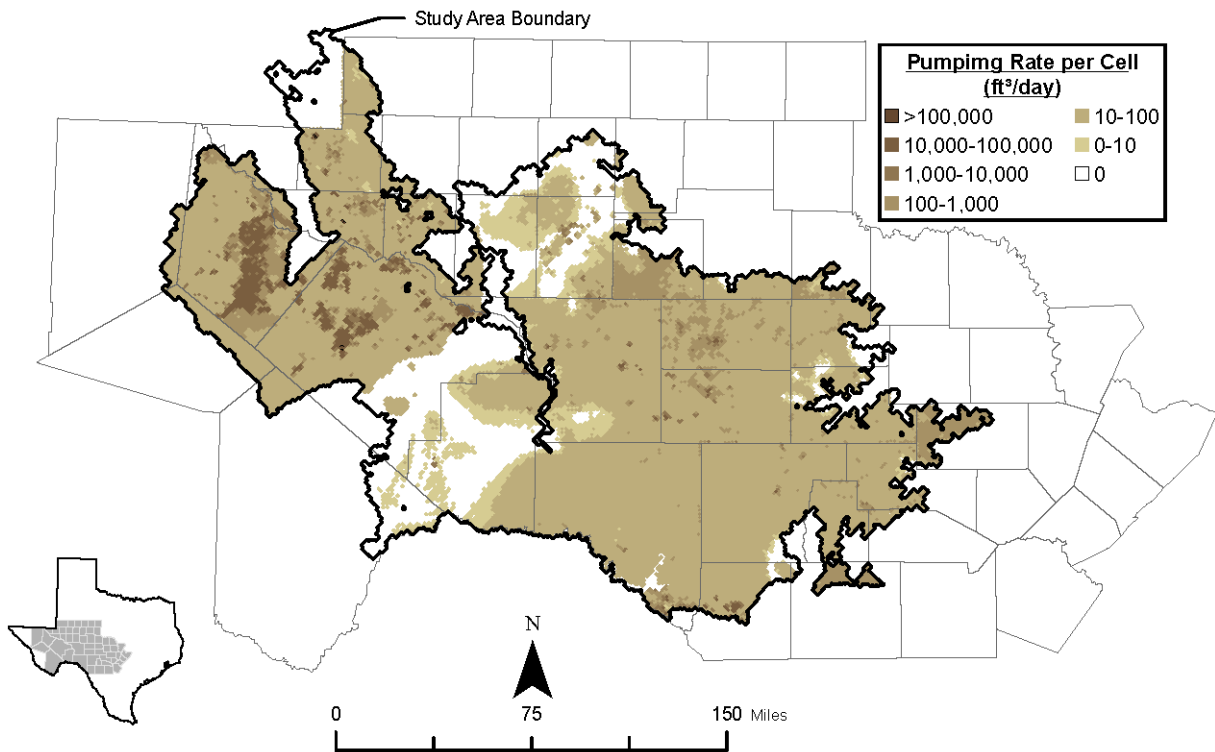 Study Area Boundary
Pumpimg Rate per Cell
(ft³/day)
>100,000
10,000-100,000
1,000-10,000
100-1,000
10-100
0-10
0
N
0 75 150 Miles